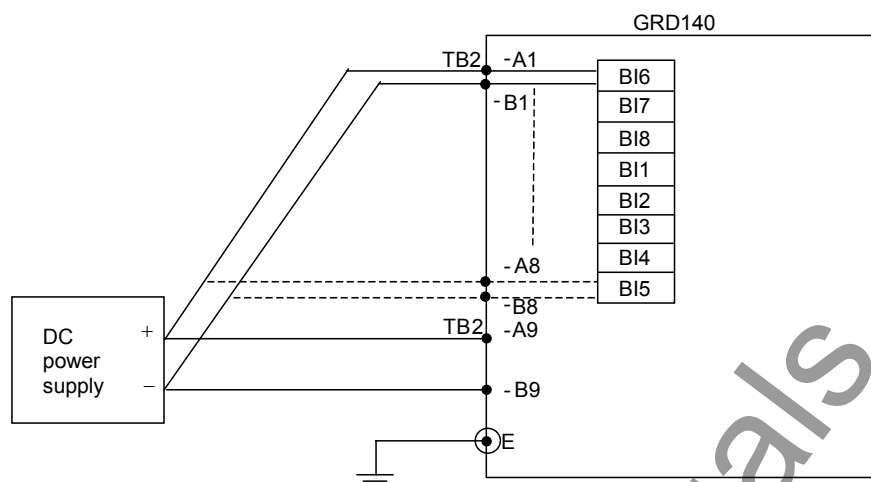 GRD140
TB2 -A1
BI6
-B1
BI7
BI8
BI1
BI2
BI3
-A8
BI4
BI5
-B8
TB2 -A9
DC
power
supply
+
−
-B9
E
als